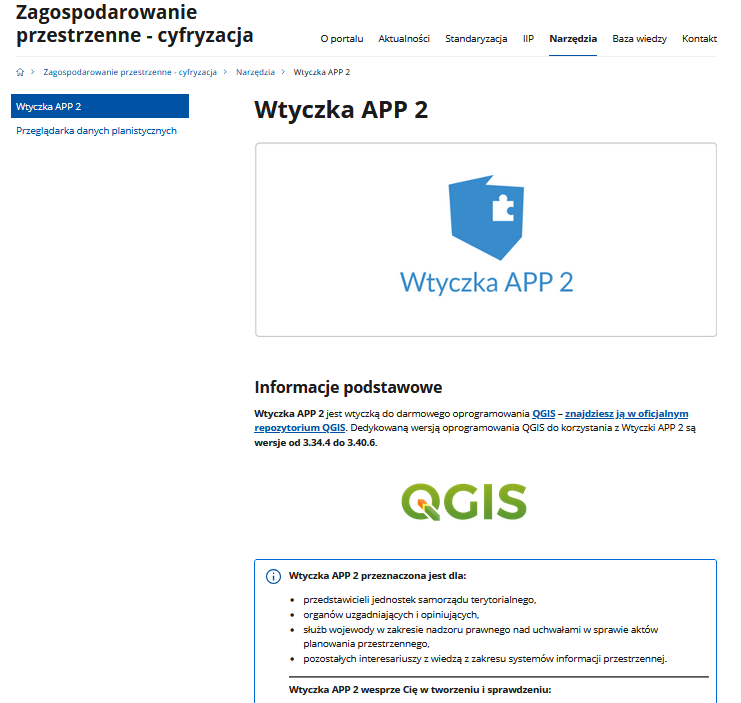 Zagospodarowanie
przestrzenne - cyfryzacja
O portalu Aktualności Standaryzacja IIP Narzędzia Baza wiedzy Kontakt
Zagospodarowanie przestrzenne - cyfryzacja > Narzędzia > Wtyczka APP 2
Wtyczka APP 2
Przeglądarka danych planistycznych
Wtyczka APP 2
Wtyczka APP 2
Informacje podstawowe
Wtyczka APP 2 jest wtyczką do darmowego oprogramowania QGIS – znajdziesz ją w oficjalnym
repozytorium QGIS. Dedykowaną wersją oprogramowania QGIS do korzystania z Wtyczki APP 2 są
wersje od 3.34.4 do 3.40.6.
QGIS
Wtyczka APP 2 przeznaczona jest dla:
• przedstawicieli jednostek samorządu terytorialnego,
• organów uzgadniających i opiniujących,
• służb wojewody w zakresie nadzoru prawnego nad uchwałami w sprawie aktów
planowania przestrzennego,
• pozostałych interesariuszy z wiedzą z zakresu systemów informacji przestrzennej.
Wtyczka APP 2 wesprze Cię w tworzeniu i sprawdzeniu: